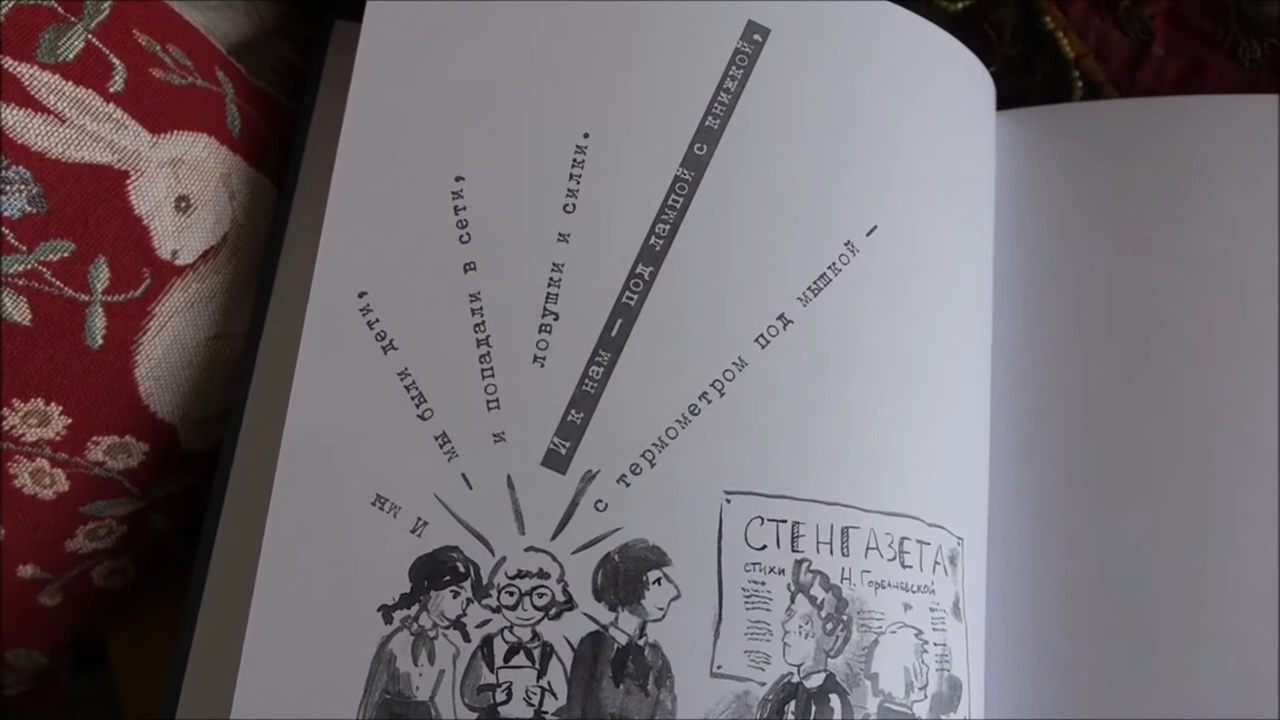 И мы
– мы были дети,
и попадали в сети,
ловушки и силки.
И к нам – под лампой с книжкой,
с термометром под мышкой –
СТЕНГАЗЕТА
стихи
Н. Горбаневской